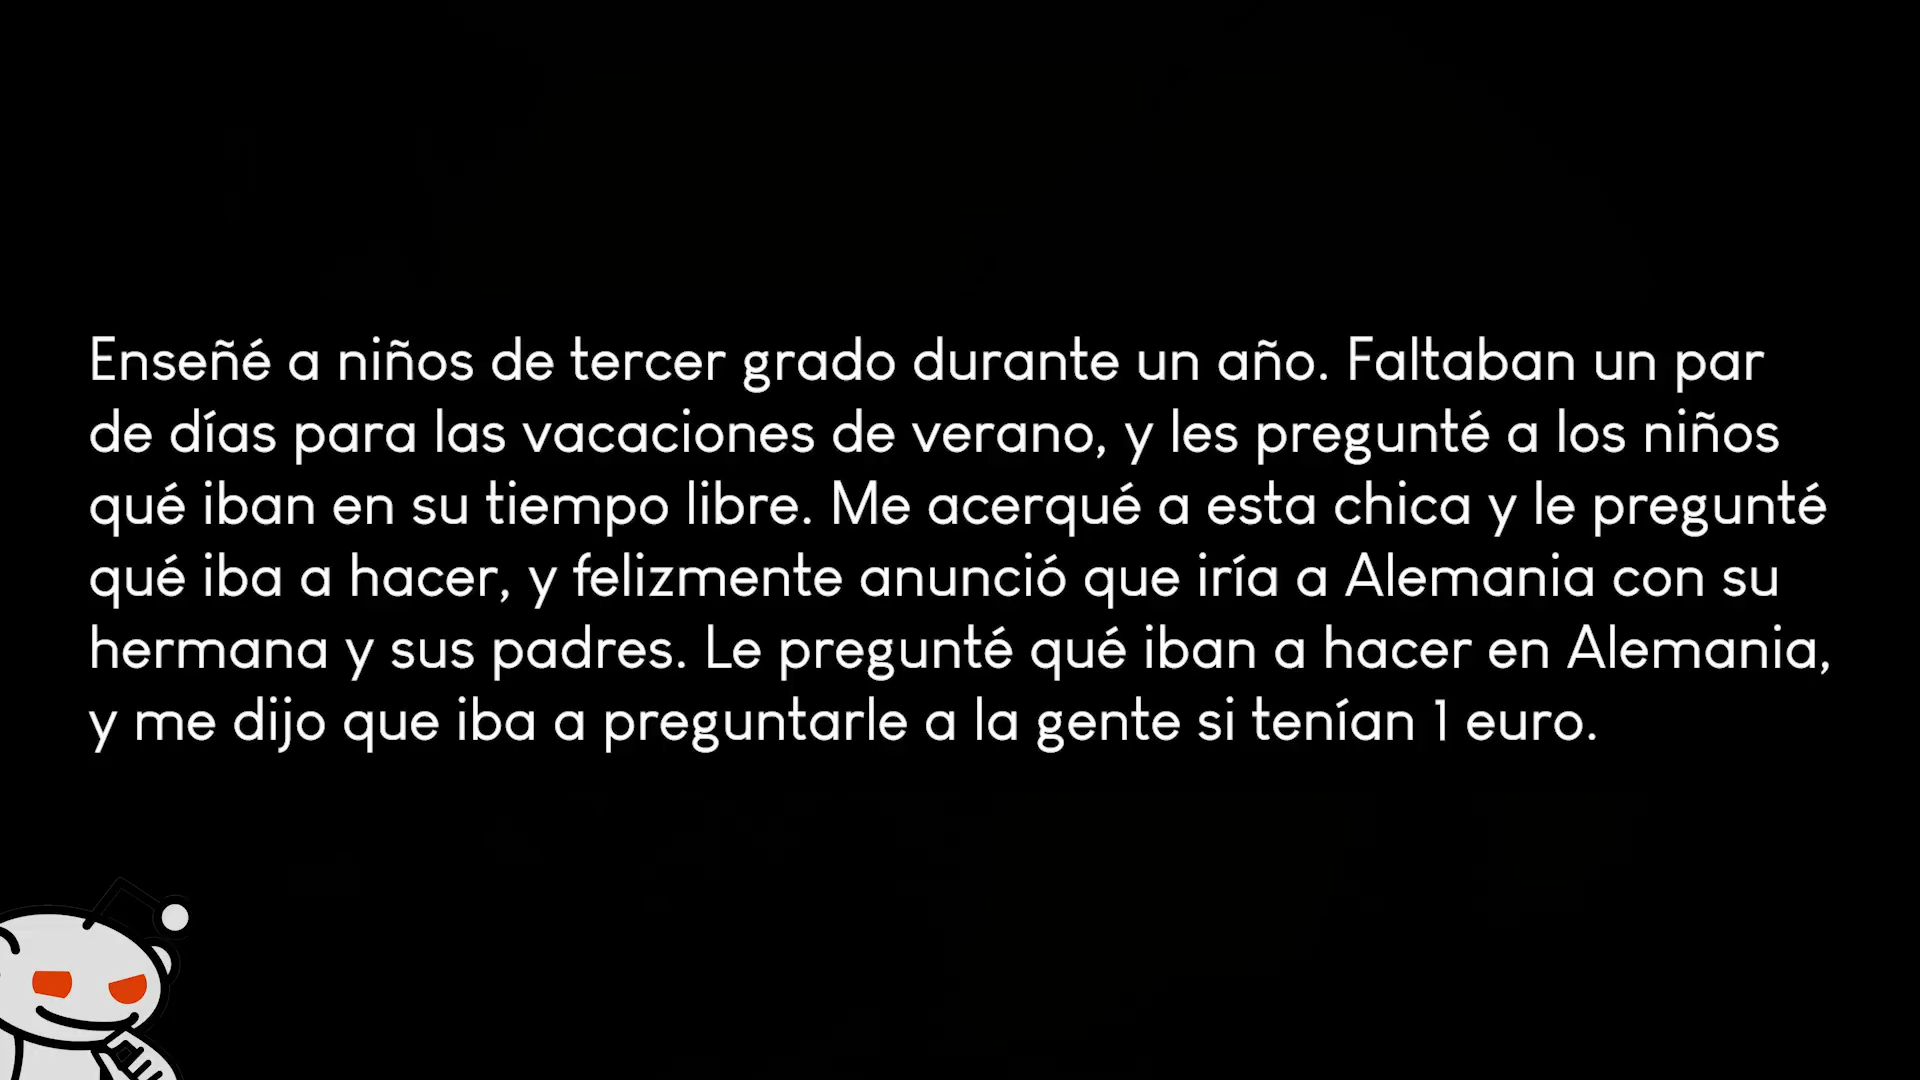 Enseñé a niños de tercer grado durante un año. Faltaban un par
de días para las vacaciones de verano, y les pregunté a los niños
qué iban en su tiempo libre. Me acerqué a esta chica y le pregunté
qué iba a hacer, y felizmente anunció que iría a Alemania con su
hermana y sus padres. Le pregunté qué iban a hacer en Alemania,
y me dijo que iba a preguntarle a la gente si tenían 1 euro.